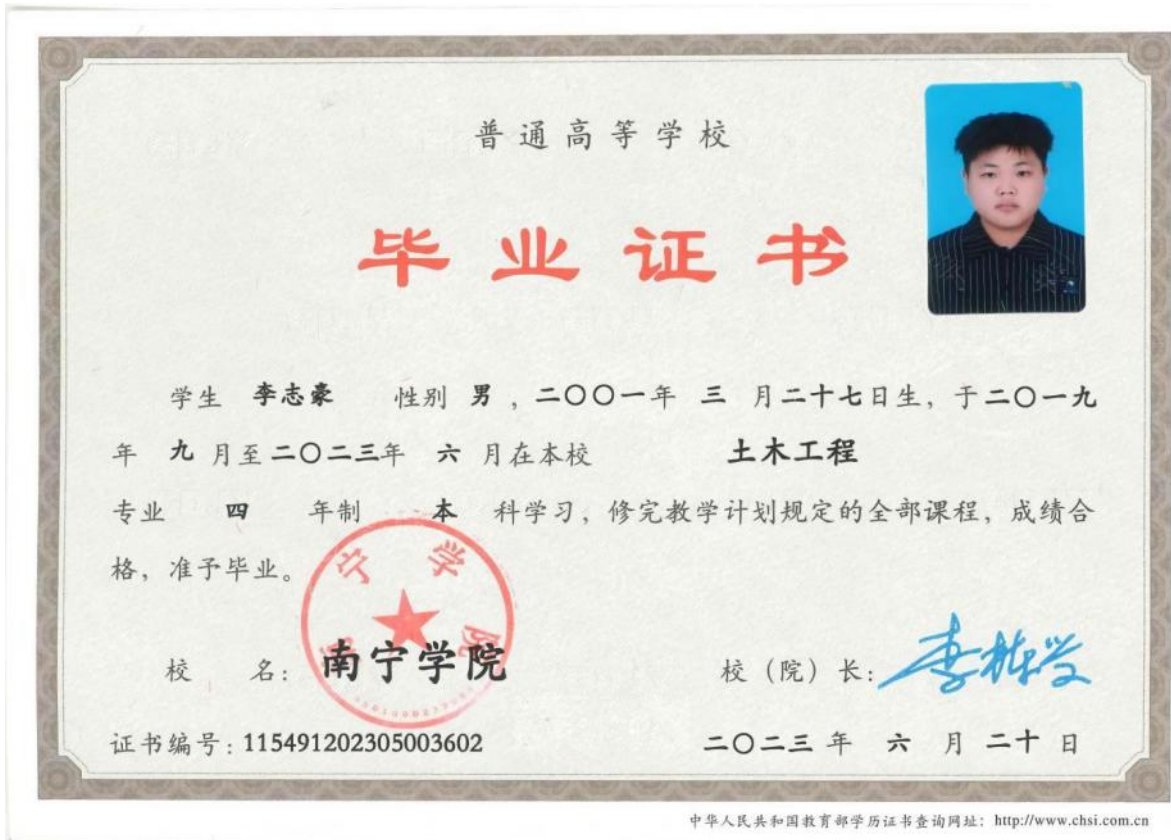 普通高等学校
毕业证书
学生 李志豪 性别 男，二〇〇一年 三 月二十七日生，于二〇一九
年 九 月至二〇二三年 六 月在本校 土木工程
专业 四 年制 本 科学习，修完教学计划规定的全部课程，成绩合
格，准予毕业。
宁学院
校 名：南宁学院 校（院）长：
证书编号：115491202305003602 二〇二三 年 六 月 二十 日
中华人民共和国教育部学历证书查询网址：http://www.chsi.com.cn